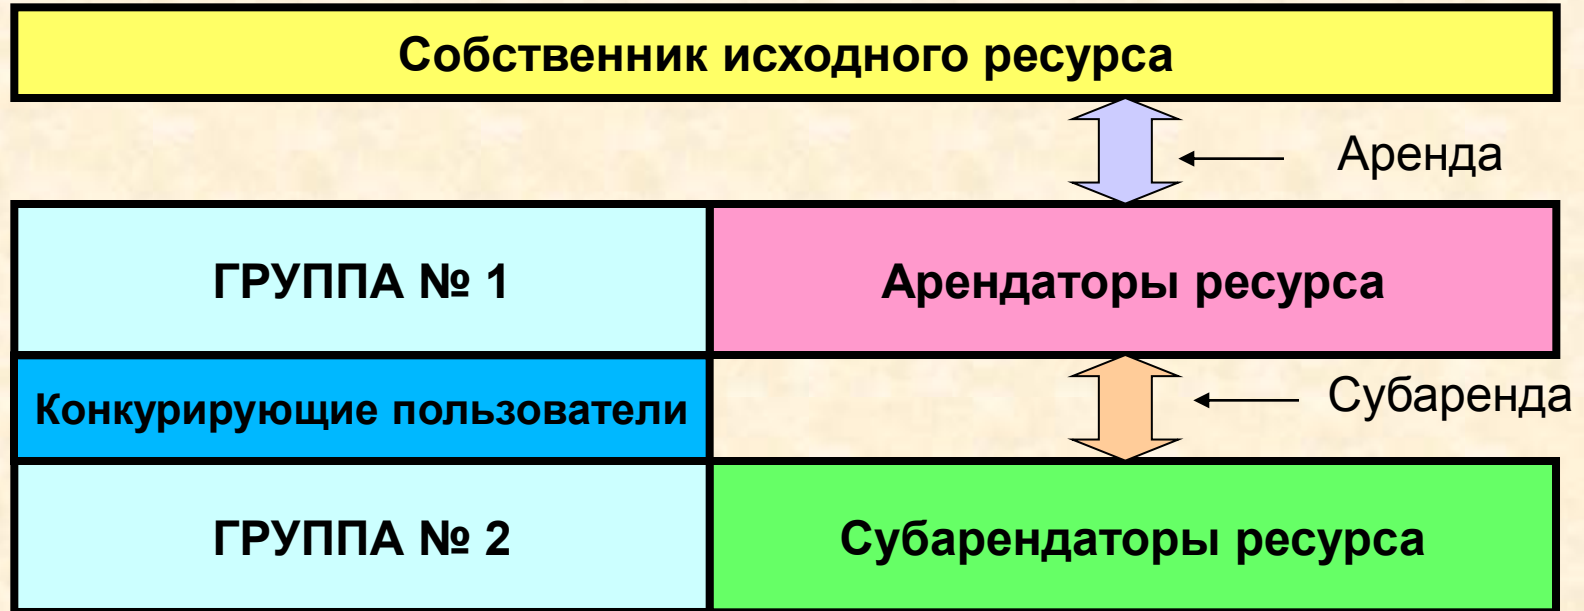 Собственник исходного ресурса
Аренда
ГРУППА № 1
Арендаторы ресурса
Конкурирующие пользователи
Субаренда
ГРУППА № 2
Субарендаторы ресурса